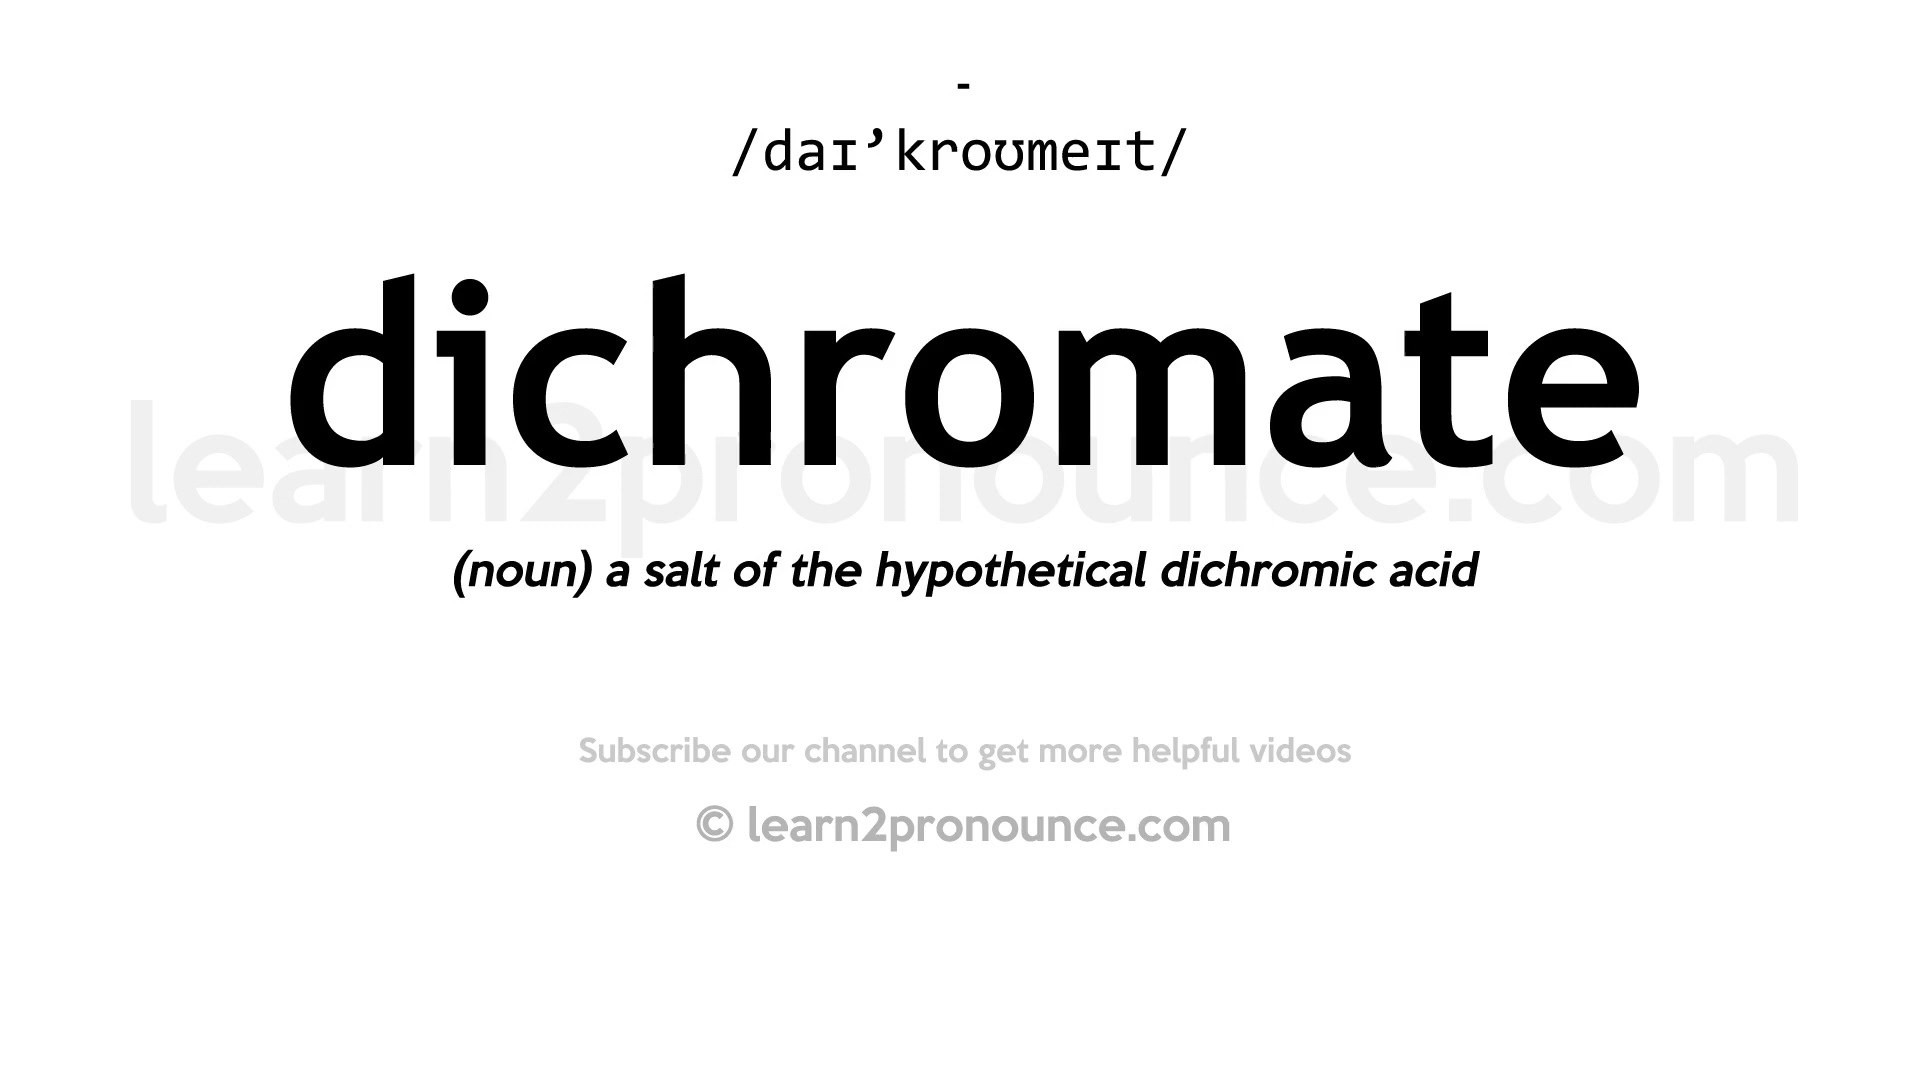 -
/daɪ’kroʊmeɪt/
dichromate
learn2pronounce.com
(noun) a salt of the hypothetical dichromic acid
Subscribe our channel to get more helpful videos
© learn2pronounce.com